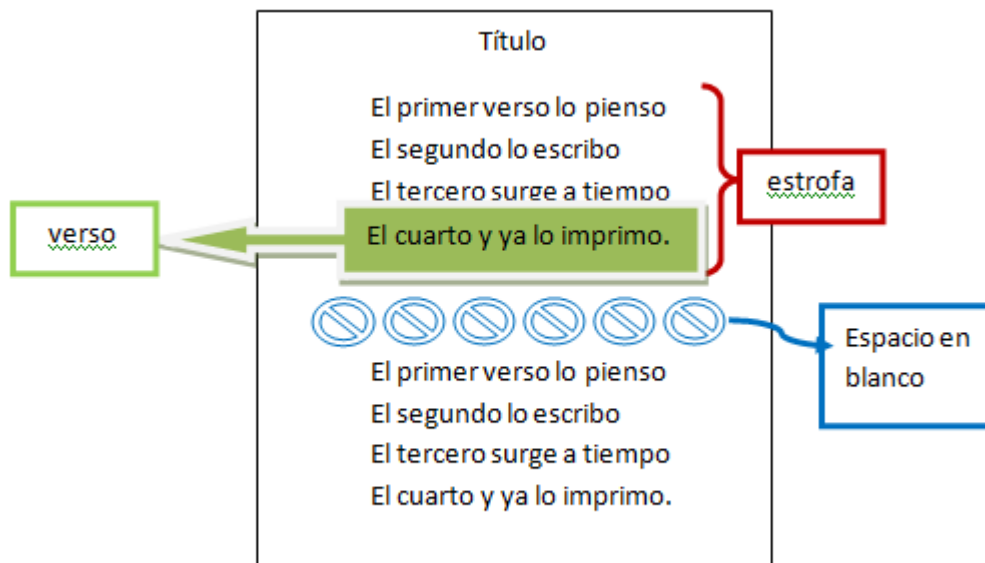 Título
El primer verso lo pienso
El segundo lo escribo
El tercero surge a tiempo
estrofa
verso
El cuarto y ya lo imprimo.
Espacio en
blanco
El primer verso lo pienso
El segundo lo escribo
El tercero surge a tiempo
El cuarto y ya lo imprimo.